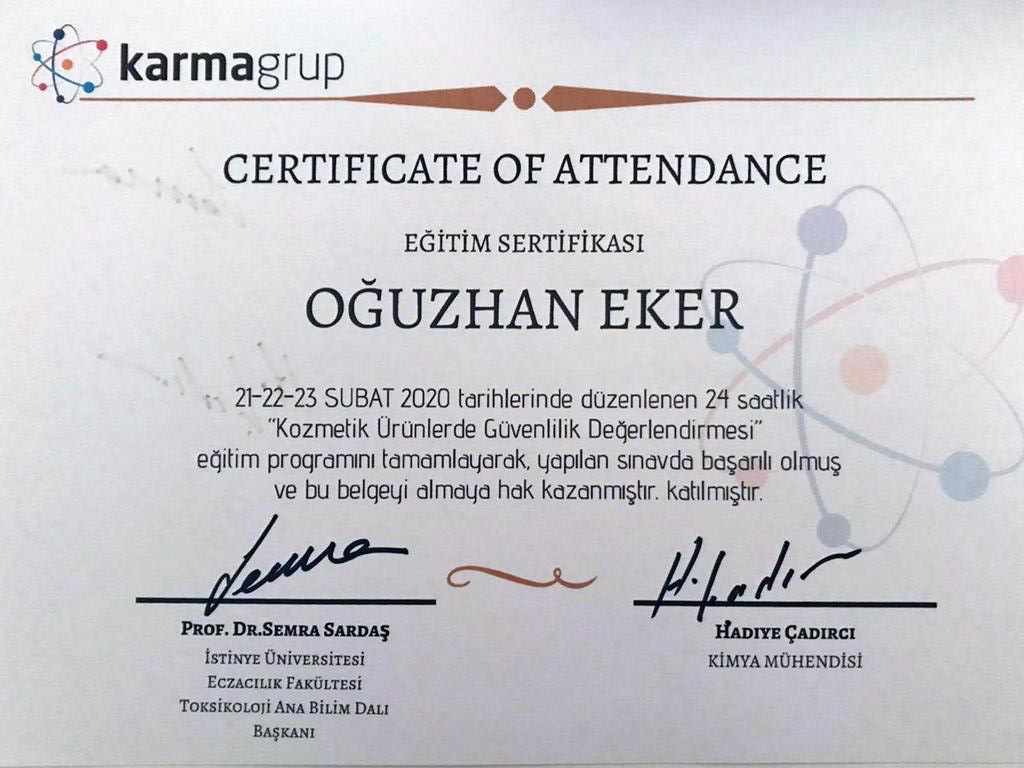 karmagrup
CERTIFICATE OF ATTENDANCE
EĞİTİM SERTİFİKASI
OĞUZHAN EKER
21-22-23 SUBAT 2020 tarihlerinde düzenlenen 24 saatlik
“Kozmetik Ürünlerde Güvenlilik Değerlendirmesi”
eğitim programını tamamlayarak, yapılan sınavda başarılı olmuş
ve bu belgeyi almaya hak kazanmıştır. katılmıştır.
Semra
PROF. DR.SEMRA SARDAŞ
İSTİNYE ÜNİVERSİTESİ
ECZACILIK FAKÜLTESİ
TOKSİKOLOJİ ANA BİLİM DALI
BAŞKANI
HADIYE ÇADIRCI
KİMYA MÜHENDİSİ